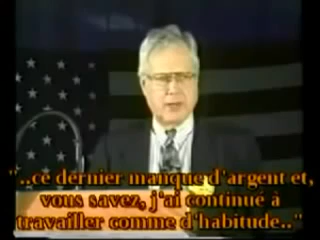 "..ce dernier manque d'argent et,
vous savez, j'ai continué à
travailler comme d'habitude.."